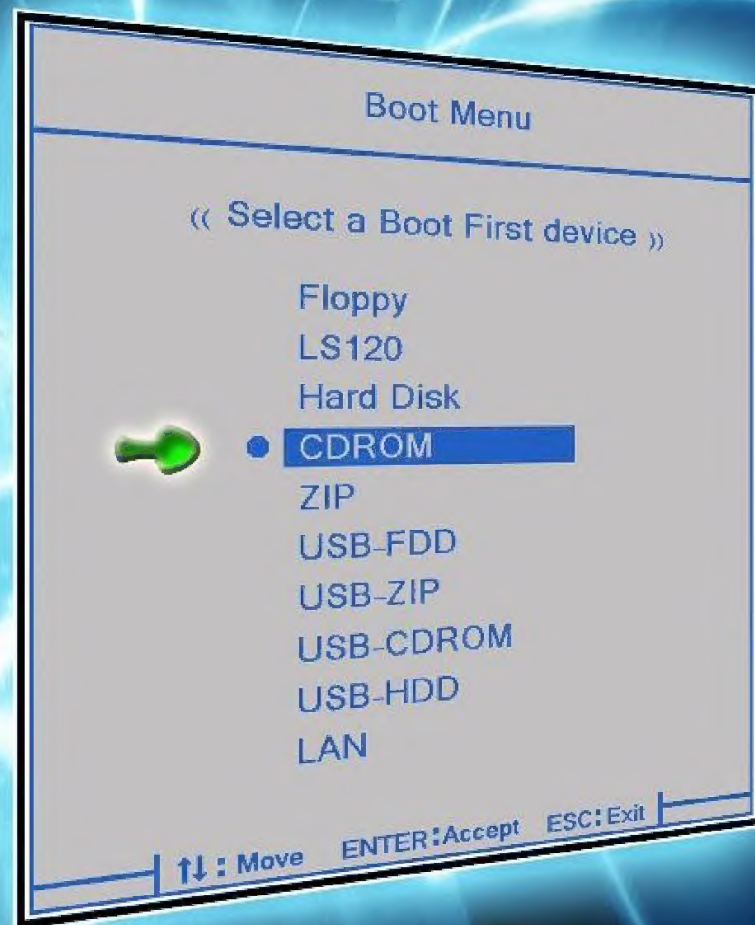 Boot Menu
« Select a Boot First device »
Floppy
LS120
Hard Disk
CDROM
ZIP
USB-FDD
USB-ZIP
USB-CDROM
USB-HDD
LAN
↑↓ : Move ENTER : Accept ESC : Exit